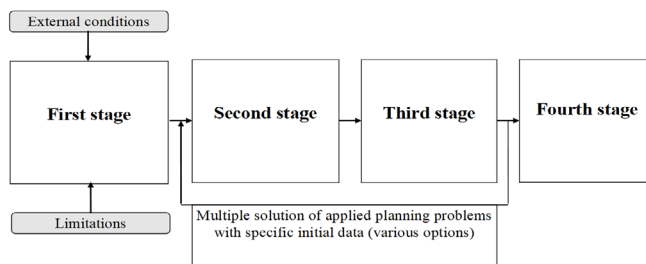 External conditions
First stage
Second stage
Third stage
Fourth stage
Limitations
Multiple solution of applied planning problems
with specific initial data (various options)